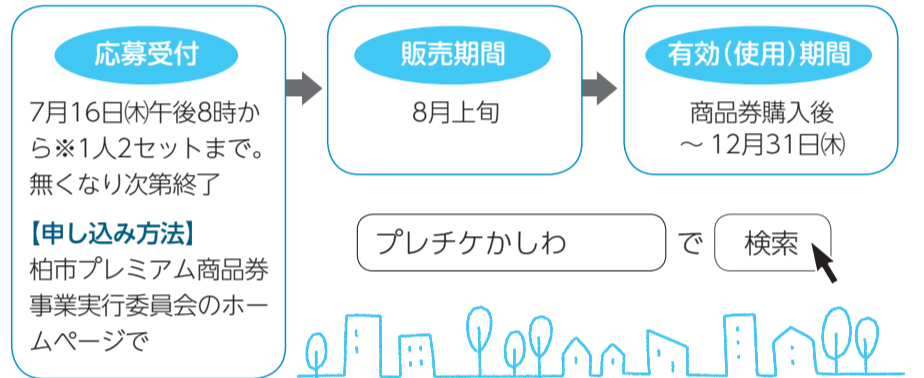 応募受付
7月16日㈭午後8時か
ら※1人2セットまで。
無くなり次第終了
【申し込み方法】
柏市プレミアム商品券
事業実行委員会のホー
ムページで
販売期間
8月上旬
有効(使用)期間
商品券購入後
～12月31日㈭
プレチケかしわ で 検索